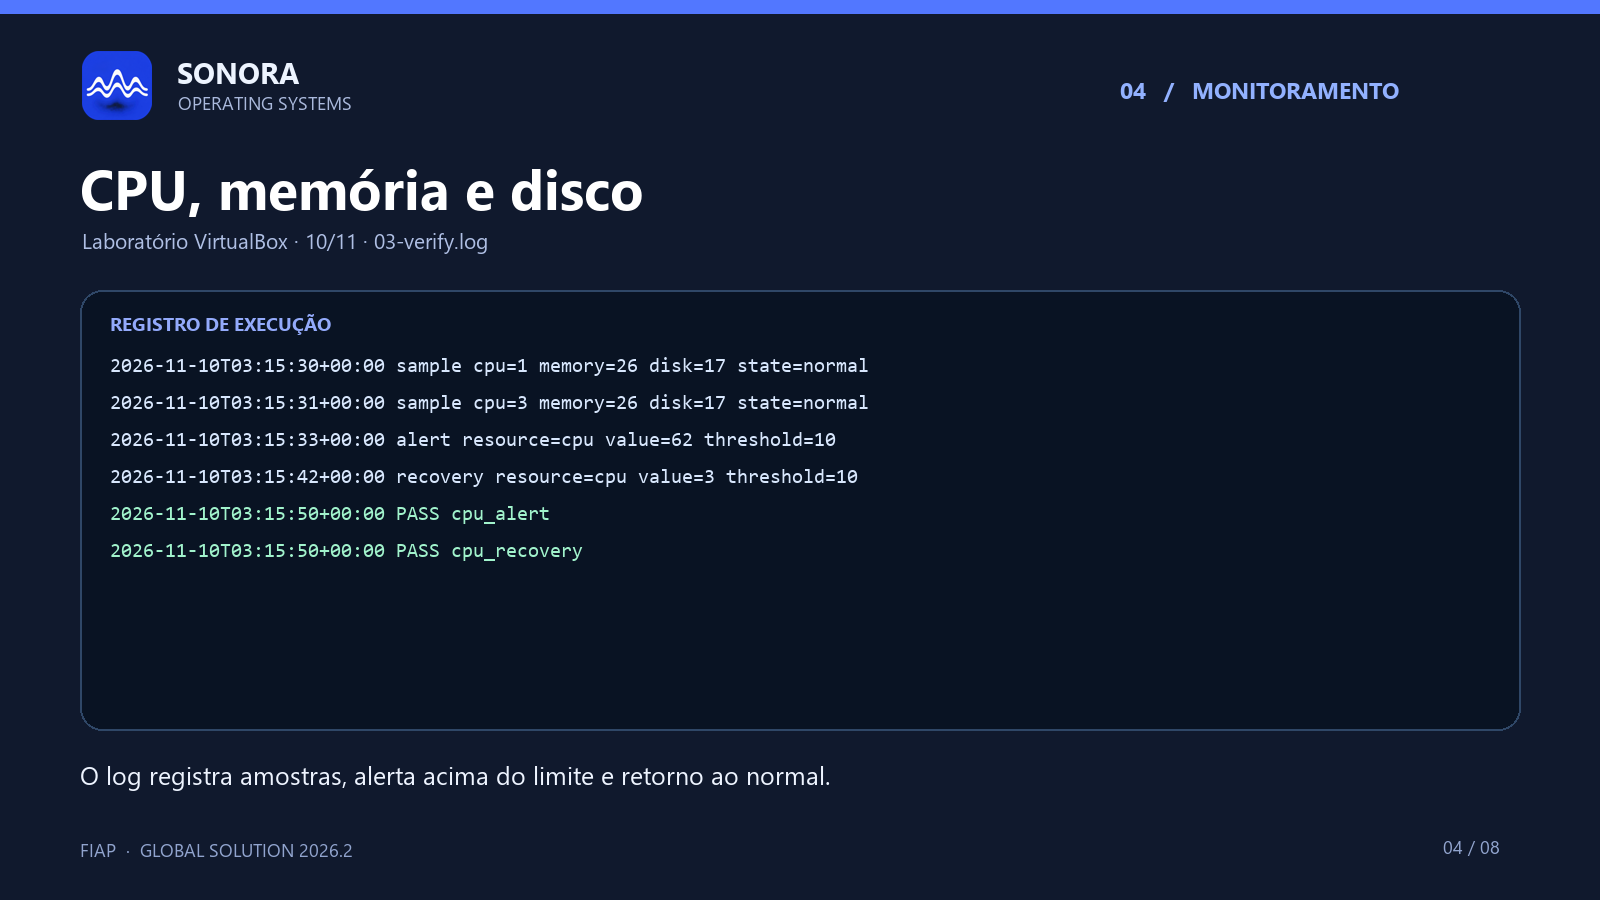 SONORA
OPERATING SYSTEMS
04 / MONITORAMENTO
CPU, memória e disco
Laboratório VirtualBox · 10/11 · 03-verify.log
REGISTRO DE EXECUÇÃO
2026-11-10T03:15:30+00:00 sample cpu=1 memory=26 disk=17 state=normal
2026-11-10T03:15:31+00:00 sample cpu=3 memory=26 disk=17 state=normal
2026-11-10T03:15:33+00:00 alert resource=cpu value=62 threshold=10
2026-11-10T03:15:42+00:00 recovery resource=cpu value=3 threshold=10
2026-11-10T03:15:50+00:00 PASS cpu_alert
2026-11-10T03:15:50+00:00 PASS cpu_recovery
O log registra amostras, alerta acima do limite e retorno ao normal.
FIAP · GLOBAL SOLUTION 2026.2
04 / 08